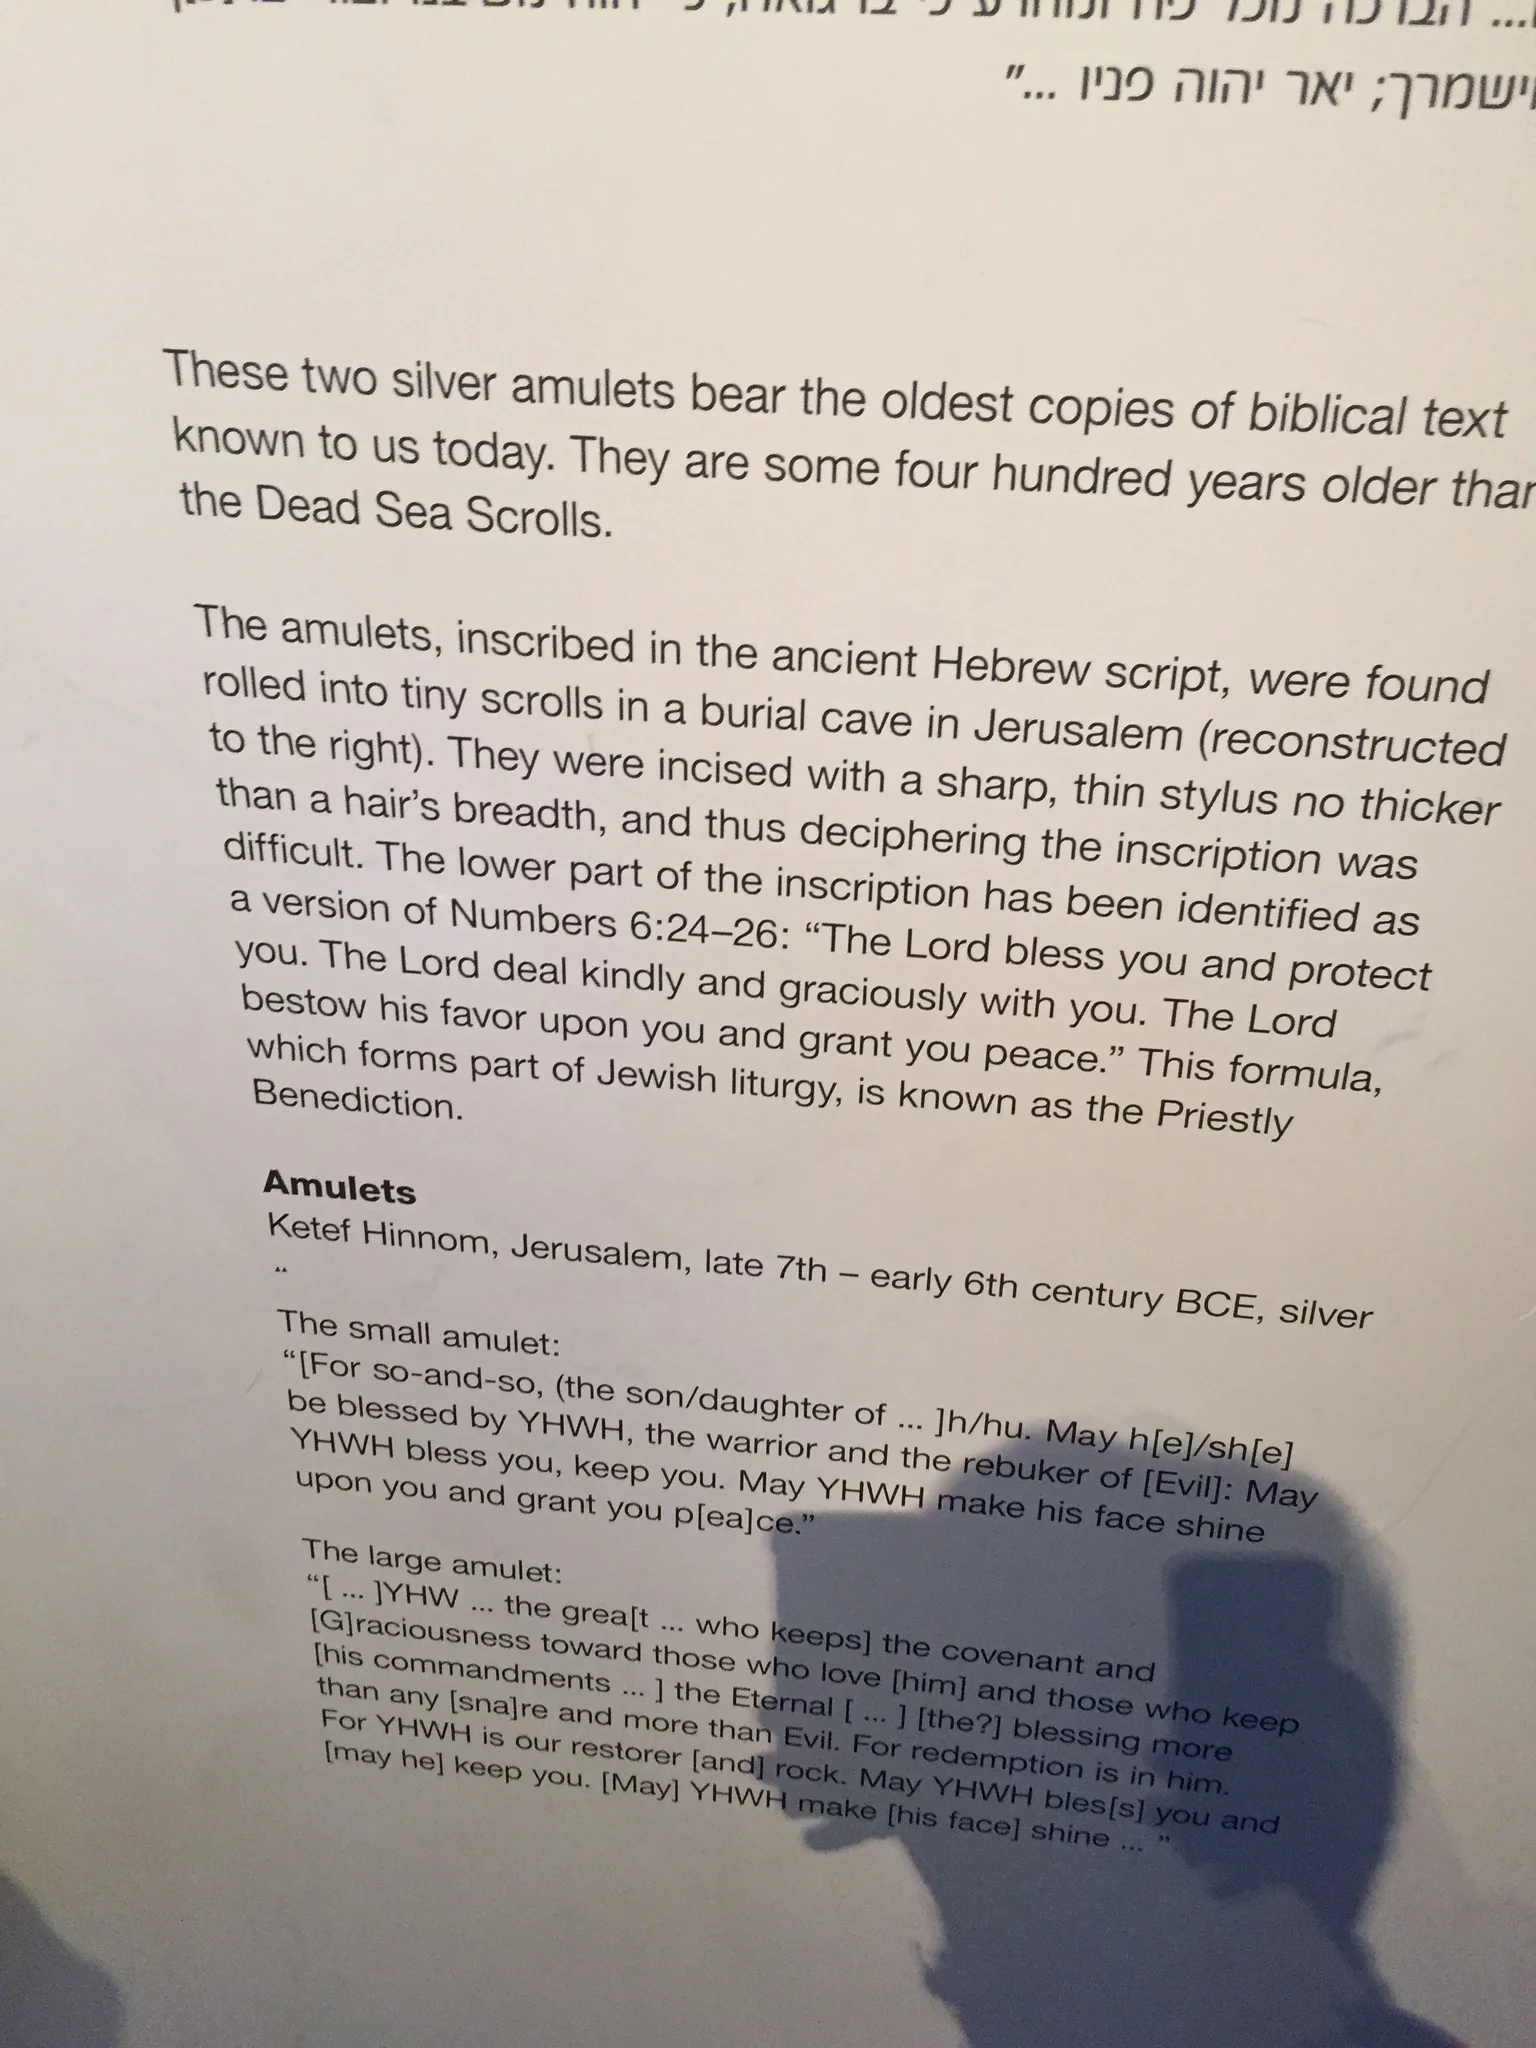 ... הברכה
וישמרך; יאר יהוה פניו ..."
These two silver amulets bear the oldest copies of biblical text
known to us today. They are some four hundred years older than
the Dead Sea Scrolls.
The amulets, inscribed in the ancient Hebrew script, were found
rolled into tiny scrolls in a burial cave in Jerusalem (reconstructed
to the right). They were incised with a sharp, thin stylus no thicker
than a hair's breadth, and thus deciphering the inscription was
difficult. The lower part of the inscription has been identified as
a version of Numbers 6:24–26: “The Lord bless you and protect
you. The Lord deal kindly and graciously with you. The Lord
bestow his favor upon you and grant you peace.” This formula,
which forms part of Jewish liturgy, is known as the Priestly
Benediction.
Amulets
Ketef Hinnom, Jerusalem, late 7th – early 6th century BCE, silver
“
The small amulet:
“[For so-and-so, (the son/daughter of ... ]h/hu. May h[e]/sh[e]
be blessed by YHWH, the warrior and the rebuker of [Evil]: May
YHWH bless you, keep you. May YHWH make his face shine
upon you and grant you p[ea]ce.”
The large amulet:
“[ ... ]YHW ... the grea[t ... who keeps] the covenant and
[G]raciousness toward those who love [him] and those who keep
[his commandments ... ] the Eternal [ ... ] [the?] blessing more
than any [sna]re and more than Evil. For redemption is in him.
For YHWH is our restorer [and] rock. May YHWH bles[s] you and
[may he] keep you. [May] YHWH make [his face] shine ... ”